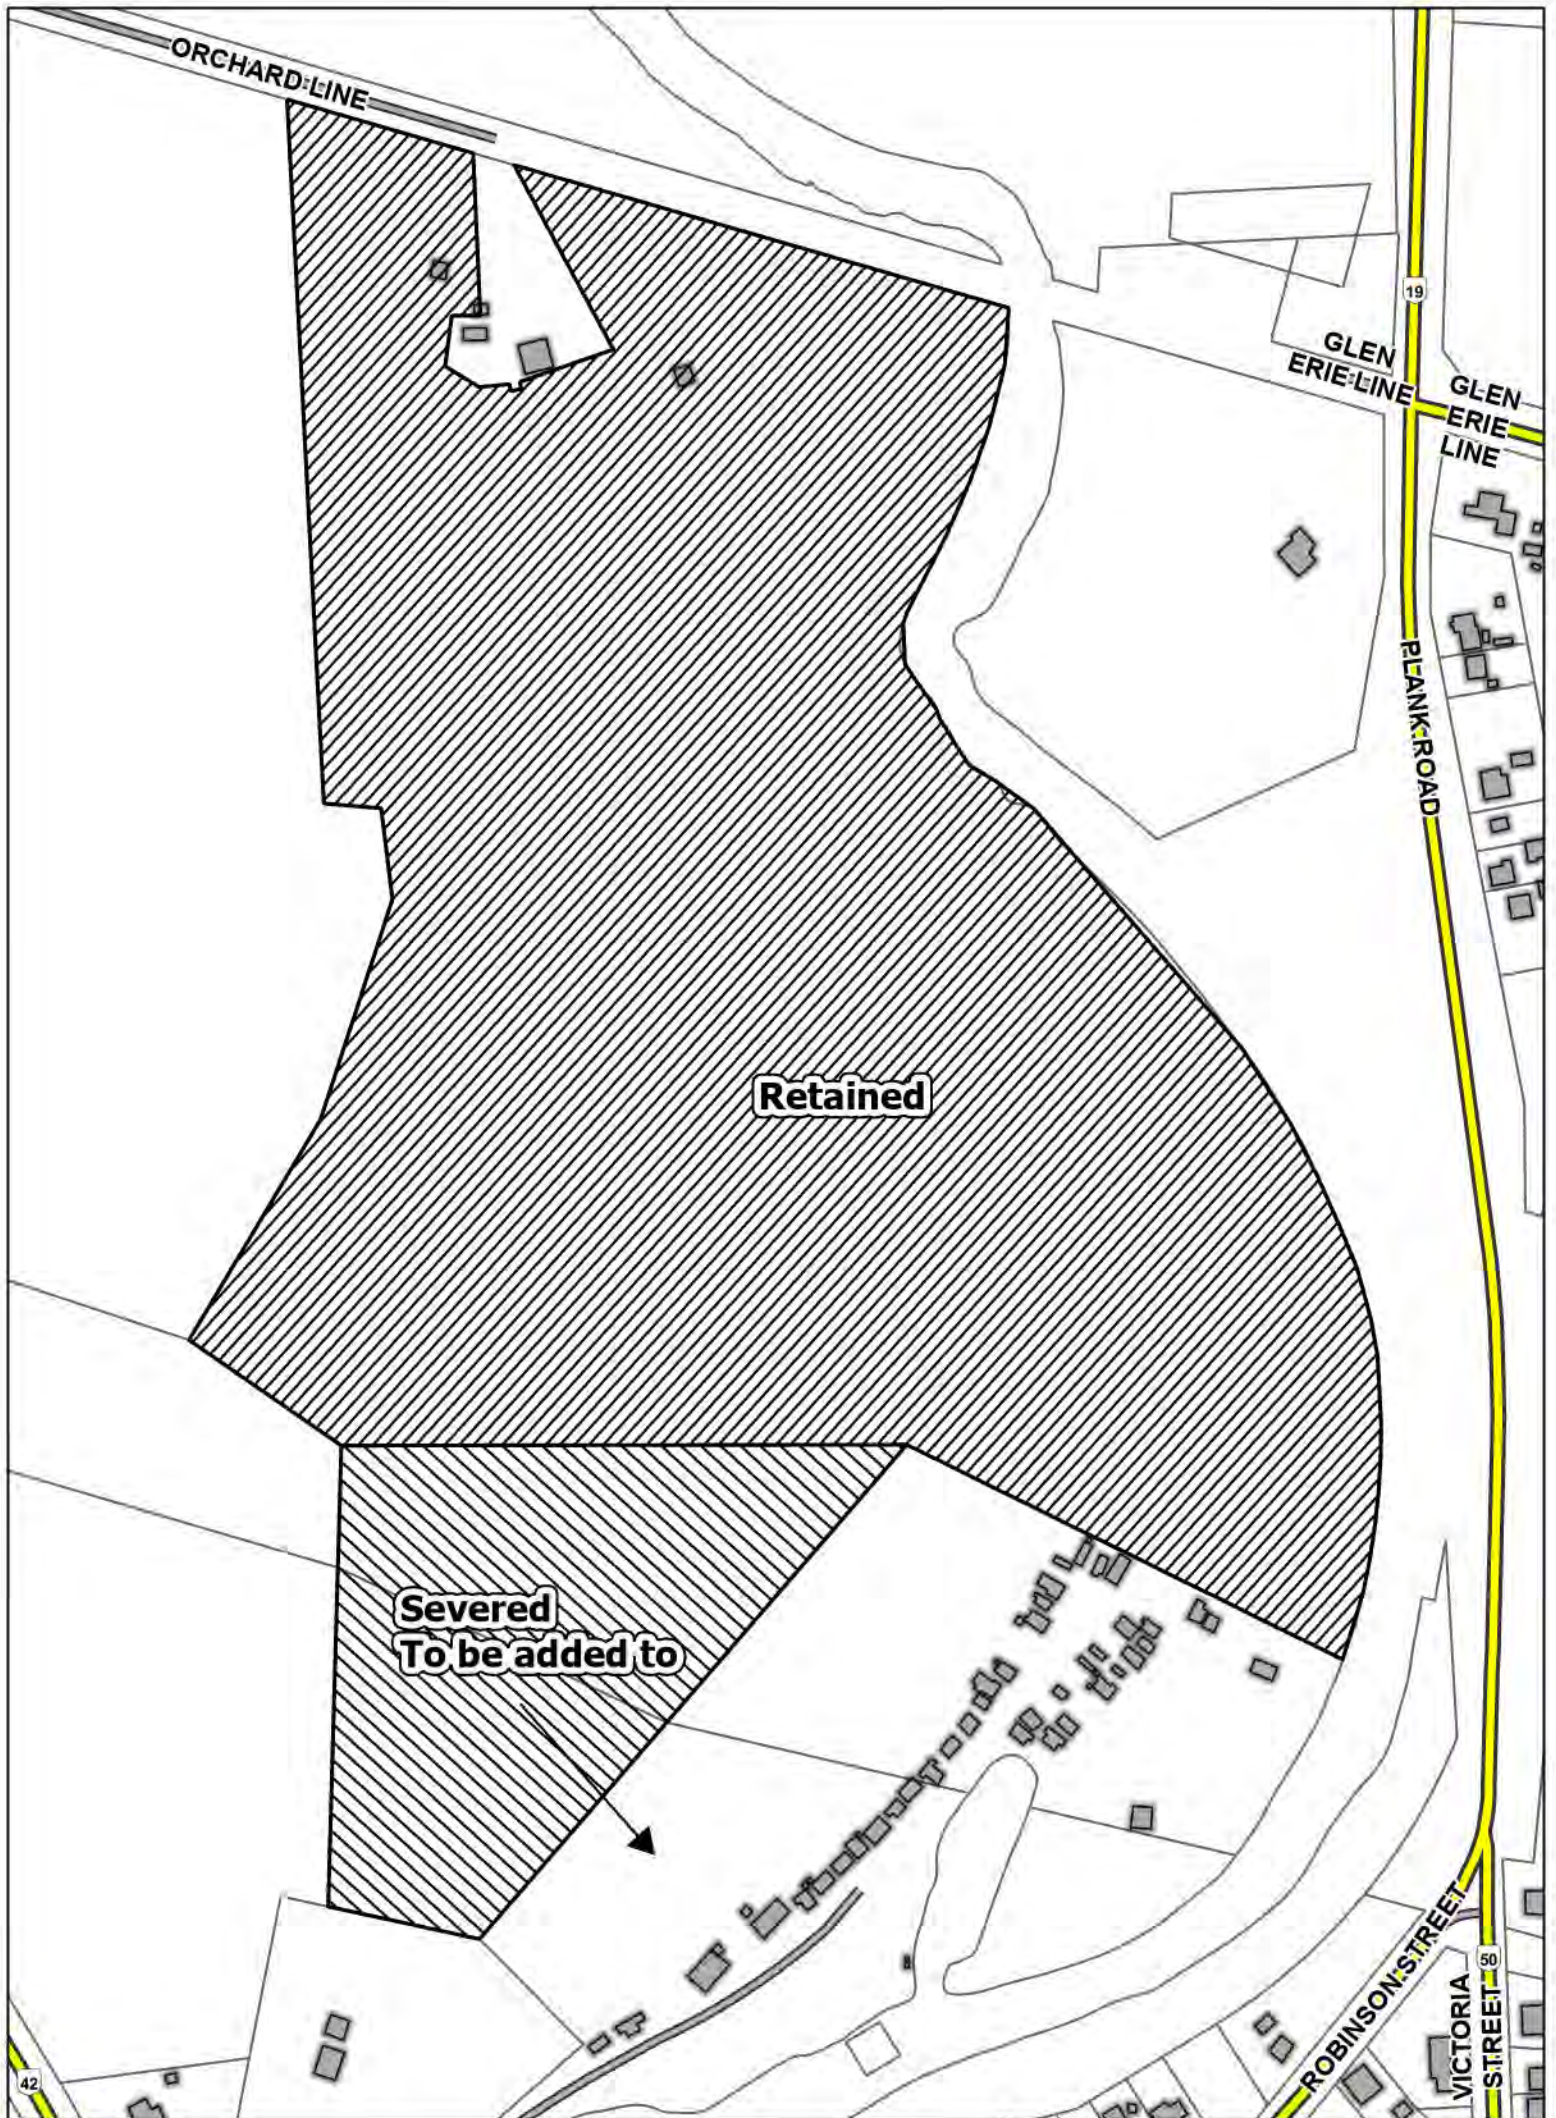 ORCHARD LINE
19
GLEN
ERIE LINE
GLEN
ERIE
LINE
PLANK ROAD
Retained
Severed
To be added to
ROBINSON STREET
50
VICTORIA
STREET
42